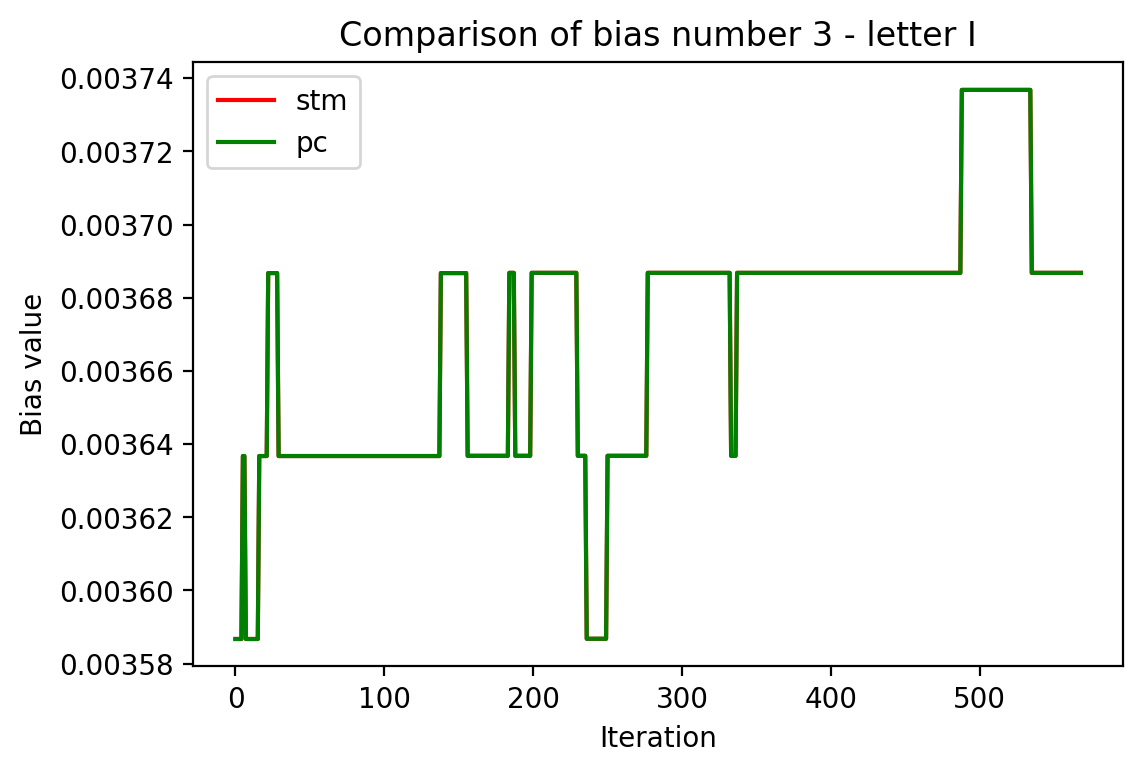 Comparison of bias number 3 - letter I
stm
pc
0.00374
0.00372
0.00370
0.00368
0.00366
0.00364
0.00362
0.00360
0.00358
Bias value
0 100 200 300 400 500
Iteration